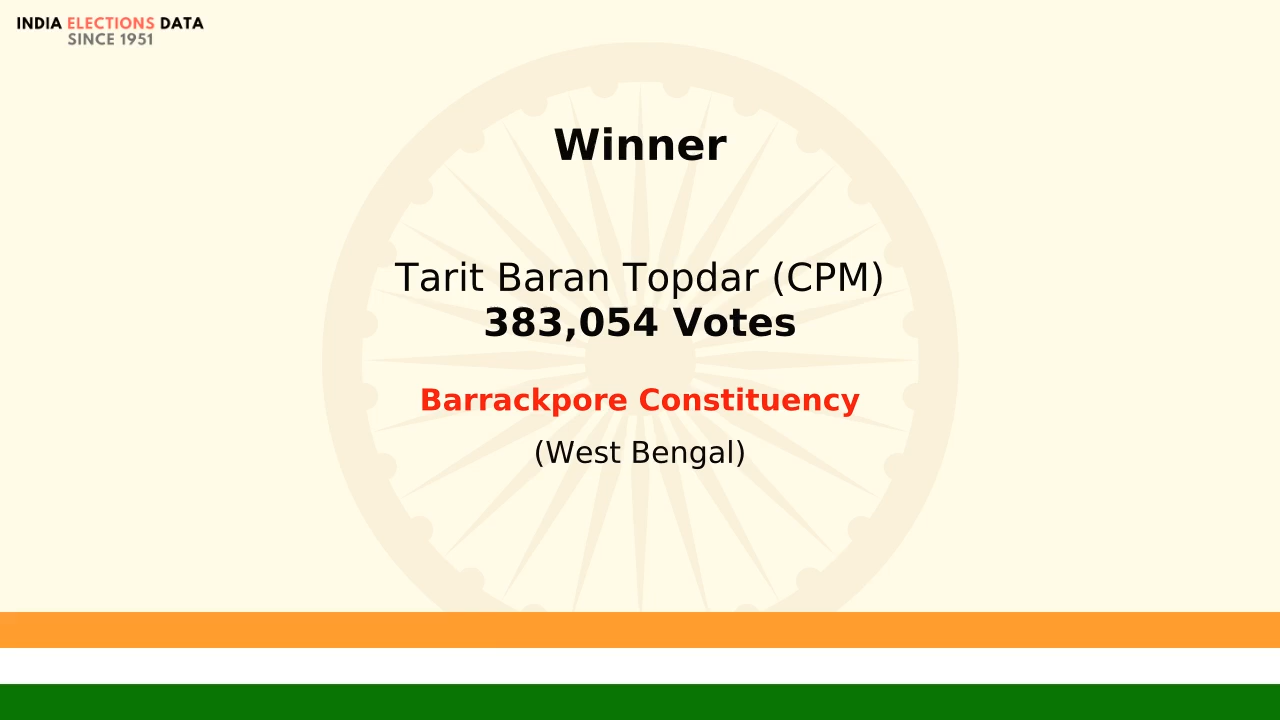 INDIA ELECTIONS DATA
SINCE 1951
Winner
Tarit Baran Topdar (CPM)
383,054 Votes
Barrackpore Constituency
(West Bengal)